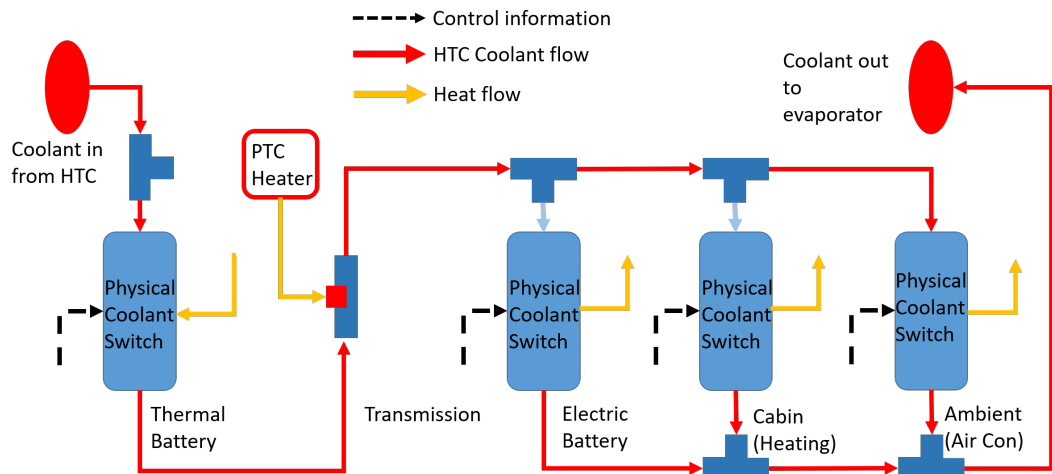 Control information
HTC Coolant flow
Heat flow
Coolant in
from HTC
PTC
Heater
Coolant out
to
evaporator
Physical
Coolant
Switch
Physical
Coolant
Switch
Physical
Coolant
Switch
Physical
Coolant
Switch
Thermal
Battery
Transmission
Electric
Battery
Cabin
(Heating)
Ambient
(Air Con)